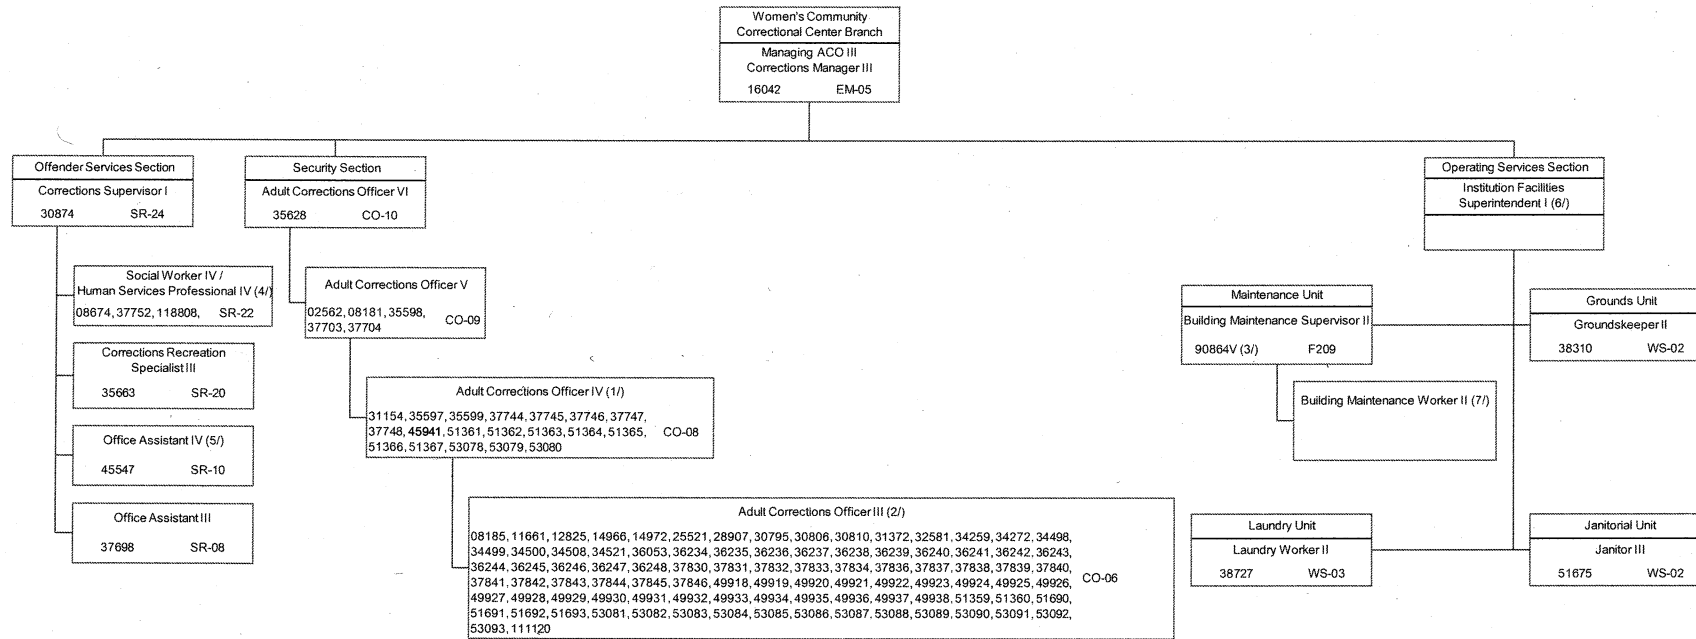 Women's Community
Correctional Center Branch
Managing ACO III
Corrections Manager III
16042 EM-05
Offender Services Section
Corrections Supervisor I
30874 SR-24
Social Worker IV /
Human Services Professional IV (4/)
08674, 37752, 118808, SR-22
Corrections Recreation
Specialist III
35663 SR-20
Office Assistant IV (5/)
45547 SR-10
Office Assistant III
37698 SR-08
Security Section
Adult Corrections Officer VI
35628 CO-10
Adult Corrections Officer V
02562, 08181, 35598,
37703, 37704
CO-09
Adult Corrections Officer IV (1/)
31154, 35597, 35599, 37744, 37745, 37746, 37747,
37748, 45941, 51361, 51362, 51363, 51364, 51365,
51366, 51367, 53078, 53079, 53080
CO-08
Adult Corrections Officer III (2/)
08185, 11661, 12825, 14966, 14972, 25521, 28907, 30795, 30806, 30810, 31372, 32581, 34259, 34272, 34498,
34499, 34500, 34508, 34521, 36053, 36234, 36235, 36236, 36237, 36238, 36239, 36240, 36241, 36242, 36243,
36244, 36245, 36246, 36247, 36248, 37830, 37831, 37832, 37833, 37834, 37836, 37837, 37838, 37839, 37840,
37841, 37842, 37843, 37844, 37845, 37846, 49918, 49919, 49920, 49921, 49922, 49923, 49924, 49925, 49926,
49927, 49928, 49929, 49930, 49931, 49932, 49933, 49934, 49935, 49936, 49937, 49938, 51359, 51360, 51690,
51691, 51692, 51693, 53081, 53082, 53083, 53084, 53085, 53086, 53087, 53088, 53089, 53090, 53091, 53092,
53093, 111120
CO-06
Operating Services Section
Institution Facilities
Superintendent I (6/)
Maintenance Unit
Building Maintenance Supervisor II
90864V (3/) F209
Building Maintenance Worker II (7/)
Grounds Unit
Groundskeeper II
38310 WS-02
Laundry Unit
Laundry Worker II
38727 WS-03
Janitorial Unit
Janitor III
51675 WS-02